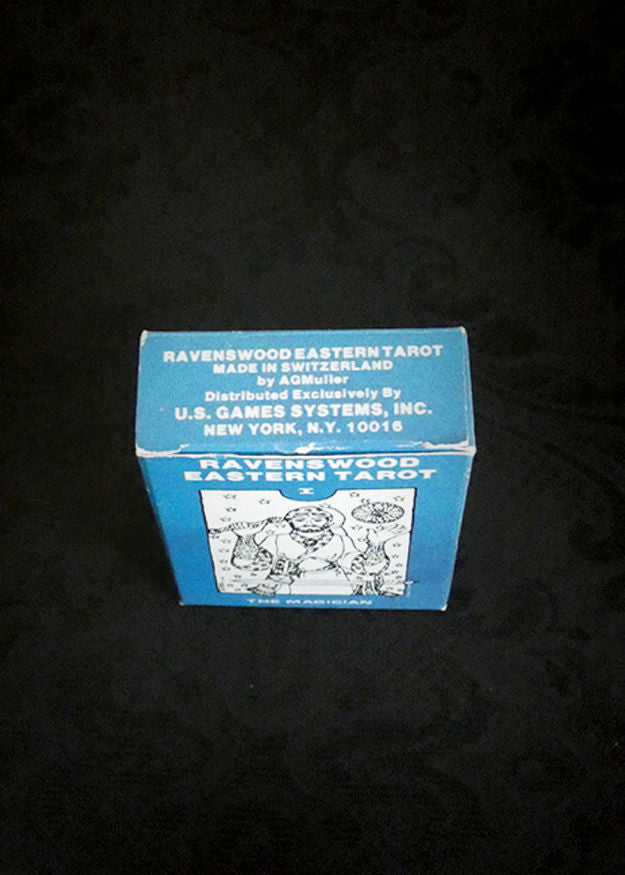 RAVENSWOOD EASTERN TAROT
MADE IN SWITZERLAND
by AGMuller
Distributed Exclusively By
U.S. GAMES SYSTEMS, INC.
NEW YORK, N.Y. 10016
RAVENSWOOD
EASTERN TAROT
I
THE MAGICIAN